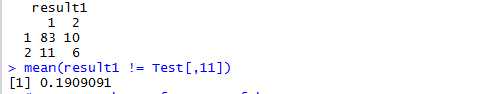 result1
1 2
1 83 10
2 11 6
> mean(result1 != Test[,11])
[1] 0.1909091